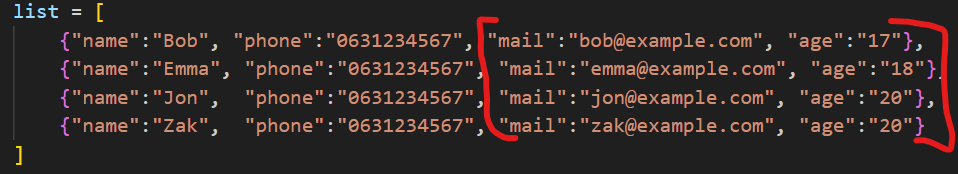 list = [
{"name":"Bob", "phone":"0631234567", "mail":"bob@example.com", "age":"17"},
{"name":"Emma", "phone":"0631234567", "mail":"emma@example.com", "age":"18"},
{"name":"Jon", "phone":"0631234567", "mail":"jon@example.com", "age":"20"},
{"name":"Zak", "phone":"0631234567", "mail":"zak@example.com", "age":"20"}
]